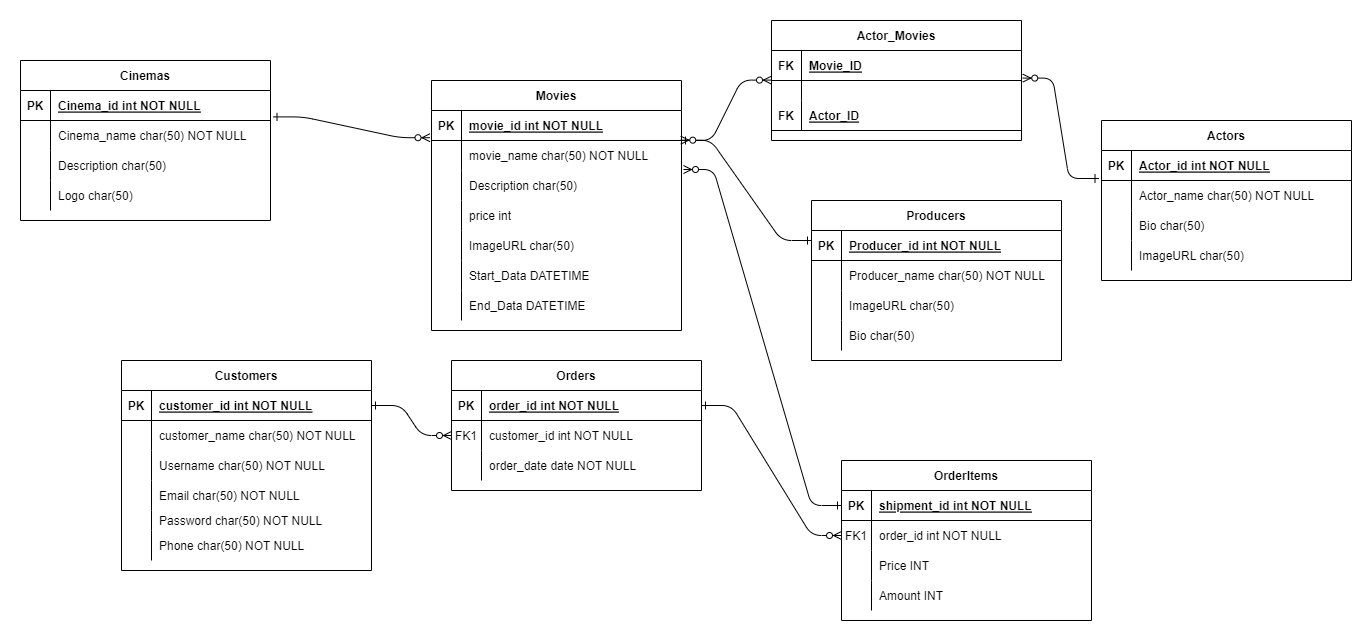 Cinemas
PK Cinema_id int NOT NULL
Cinema_name char(50) NOT NULL
Description char(50)
Logo char(50)
Movies
PK movie_id int NOT NULL
movie_name char(50) NOT NULL
Description char(50)
price int
ImageURL char(50)
Start_Data DATETIME
End_Data DATETIME
Actor_Movies
FK Movie_ID
FK Actor_ID
Actors
PK Actor_id int NOT NULL
Actor_name char(50) NOT NULL
Bio char(50)
ImageURL char(50)
Producers
PK Producer_id int NOT NULL
Producer_name char(50) NOT NULL
ImageURL char(50)
Bio char(50)
Customers
PK customer_id int NOT NULL
customer_name char(50) NOT NULL
Username char(50) NOT NULL
Email char(50) NOT NULL
Password char(50) NOT NULL
Phone char(50) NOT NULL
Orders
PK order_id int NOT NULL
FK1 customer_id int NOT NULL
order_date date NOT NULL
OrderItems
PK shipment_id int NOT NULL
FK1 order_id int NOT NULL
Price INT
Amount INT